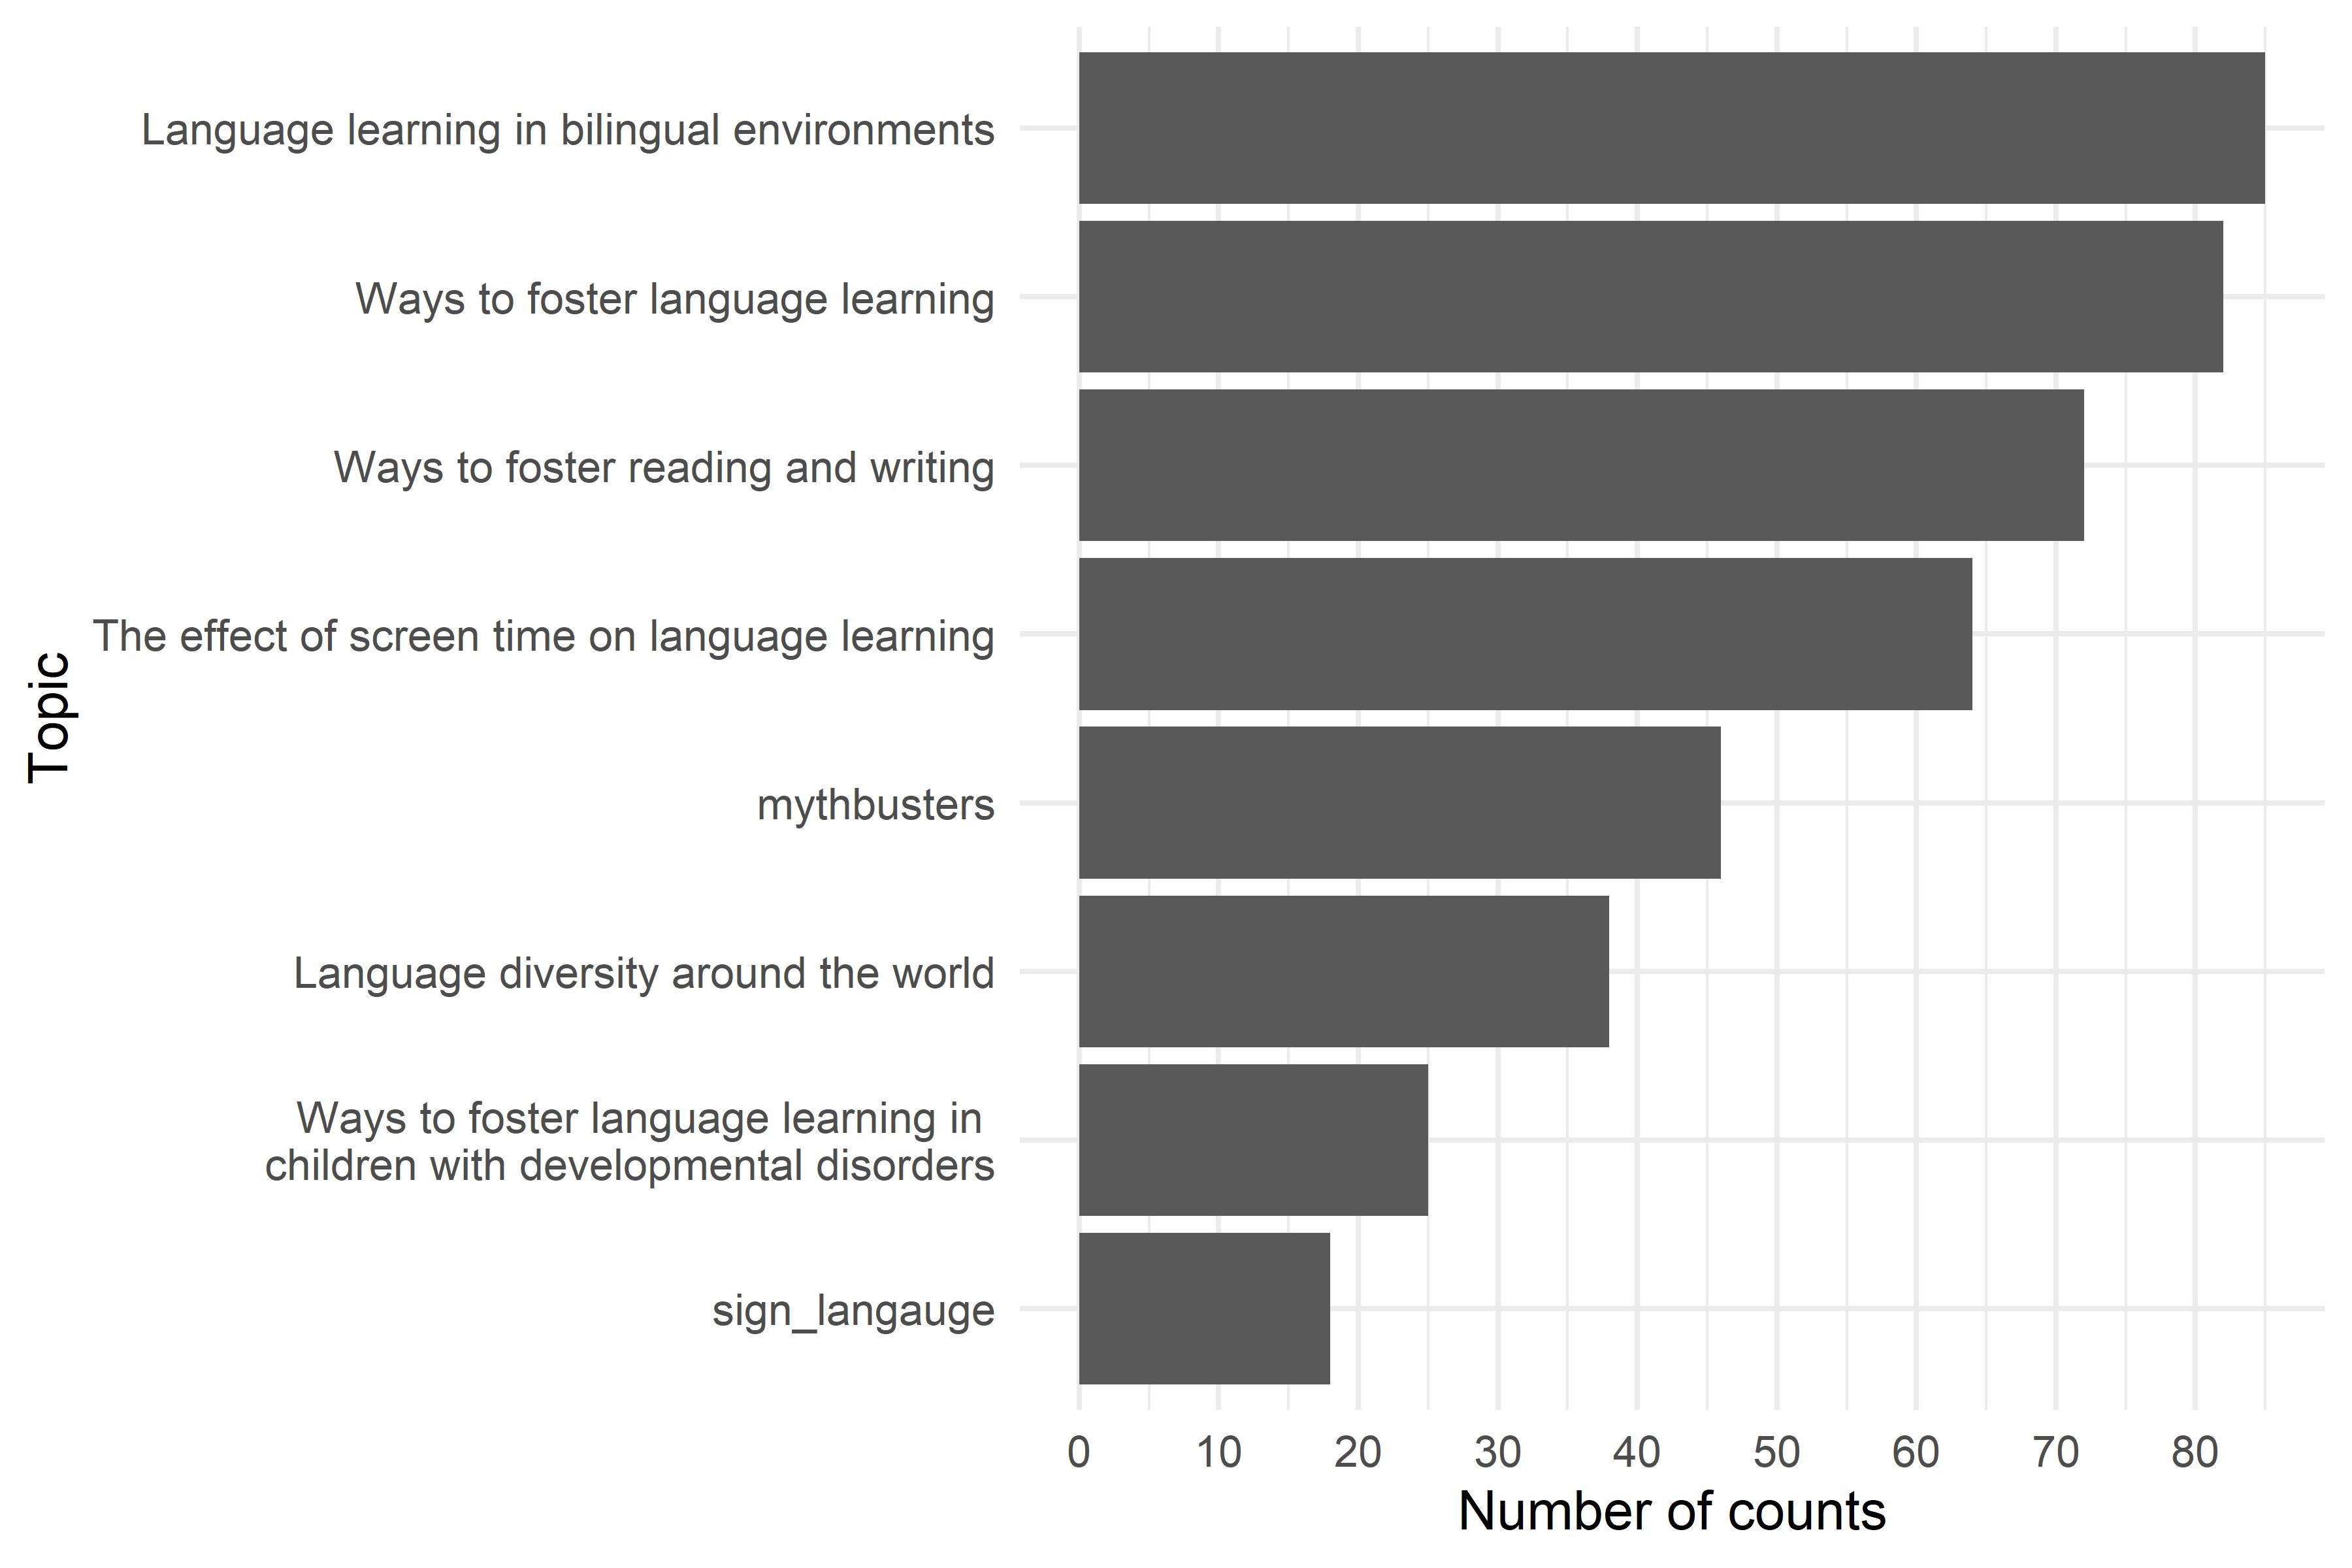 Language learning in bilingual environments
Ways to foster language learning
Ways to foster reading and writing
The effect of screen time on language learning
mythbusters
Language diversity around the world
Ways to foster language learning in
children with developmental disorders
sign_langauge
Topic
0 10 20 30 40 50 60 70 80
Number of counts